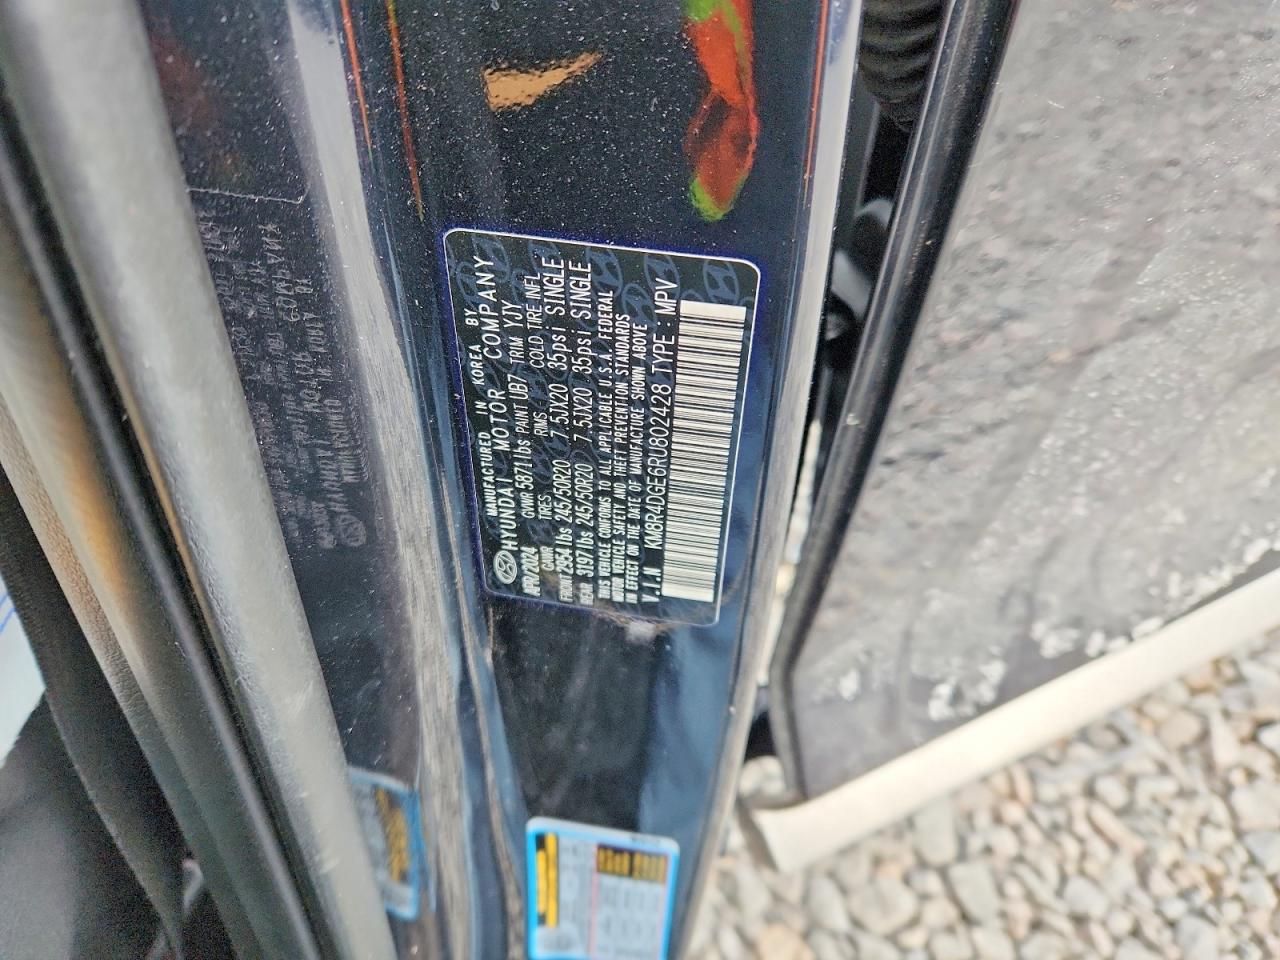 MANUFACTURED IN KOREA BY
HYUNDAI MOTOR COMPANY
APR/2024 GVWR 5871lbs PAINT UB7 TRIM YJY
GAWR TIRES RIMS COLD TIRE INFL
FRONT 2954lbs 245/50R20 7.5JX20 35psi SINGLE
REAR 3197lbs 245/50R20 7.5JX20 35psi SINGLE
THIS VEHICLE CONFORMS TO ALL APPLICABLE U.S.A. FEDERAL
MOTOR VEHICLE SAFETY AND THEFT PREVENTION STANDARDS
IN EFFECT ON THE DATE OF MANUFACTURE SHOWN ABOVE
V.I.N KM8R4DGE6RU802428 TYPE : MPV